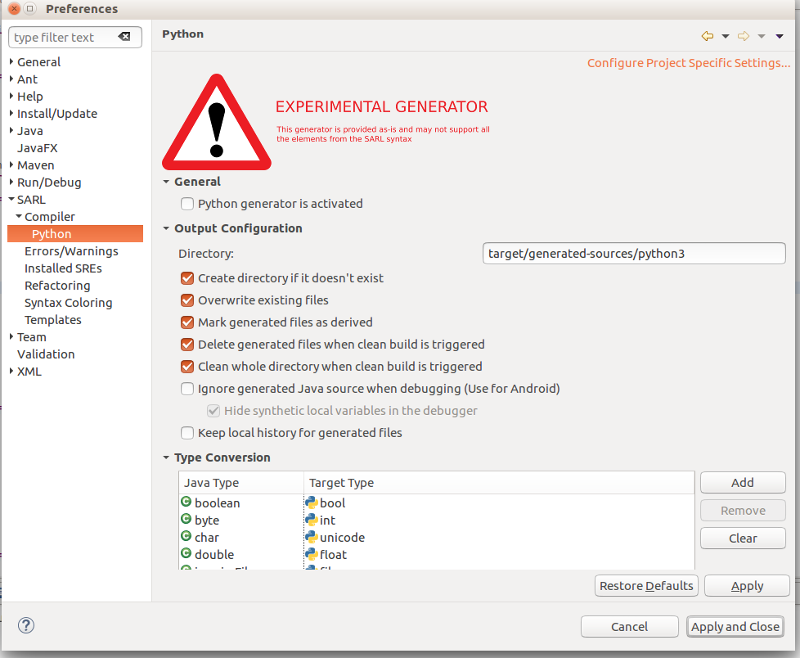 Preferences
type filter text
General
Ant
Help
Install/Update
Java
JavaFX
Maven
Run/Debug
SARL
Compiler
Python
Errors/Warnings
Installed SREs
Refactoring
Syntax Coloring
Templates
Team
Validation
XML
Python
Configure Project Specific Settings...
EXPERIMENTAL GENERATOR
This generator is provided as-is and may not support all
the elements from the SARL syntax
General
Python generator is activated
Output Configuration
Directory: target/generated-sources/python3
Create directory if it doesn't exist
Overwrite existing files
Mark generated files as derived
Delete generated files when clean build is triggered
Clean whole directory when clean build is triggered
Ignore generated Java source when debugging (Use for Android)
Hide synthetic local variables in the debugger
Keep local history for generated files
Type Conversion
Java Type Target Type
boolean bool
byte int
char unicode
double float
Add
Remove
Clear
Restore Defaults Apply
Cancel Apply and Close